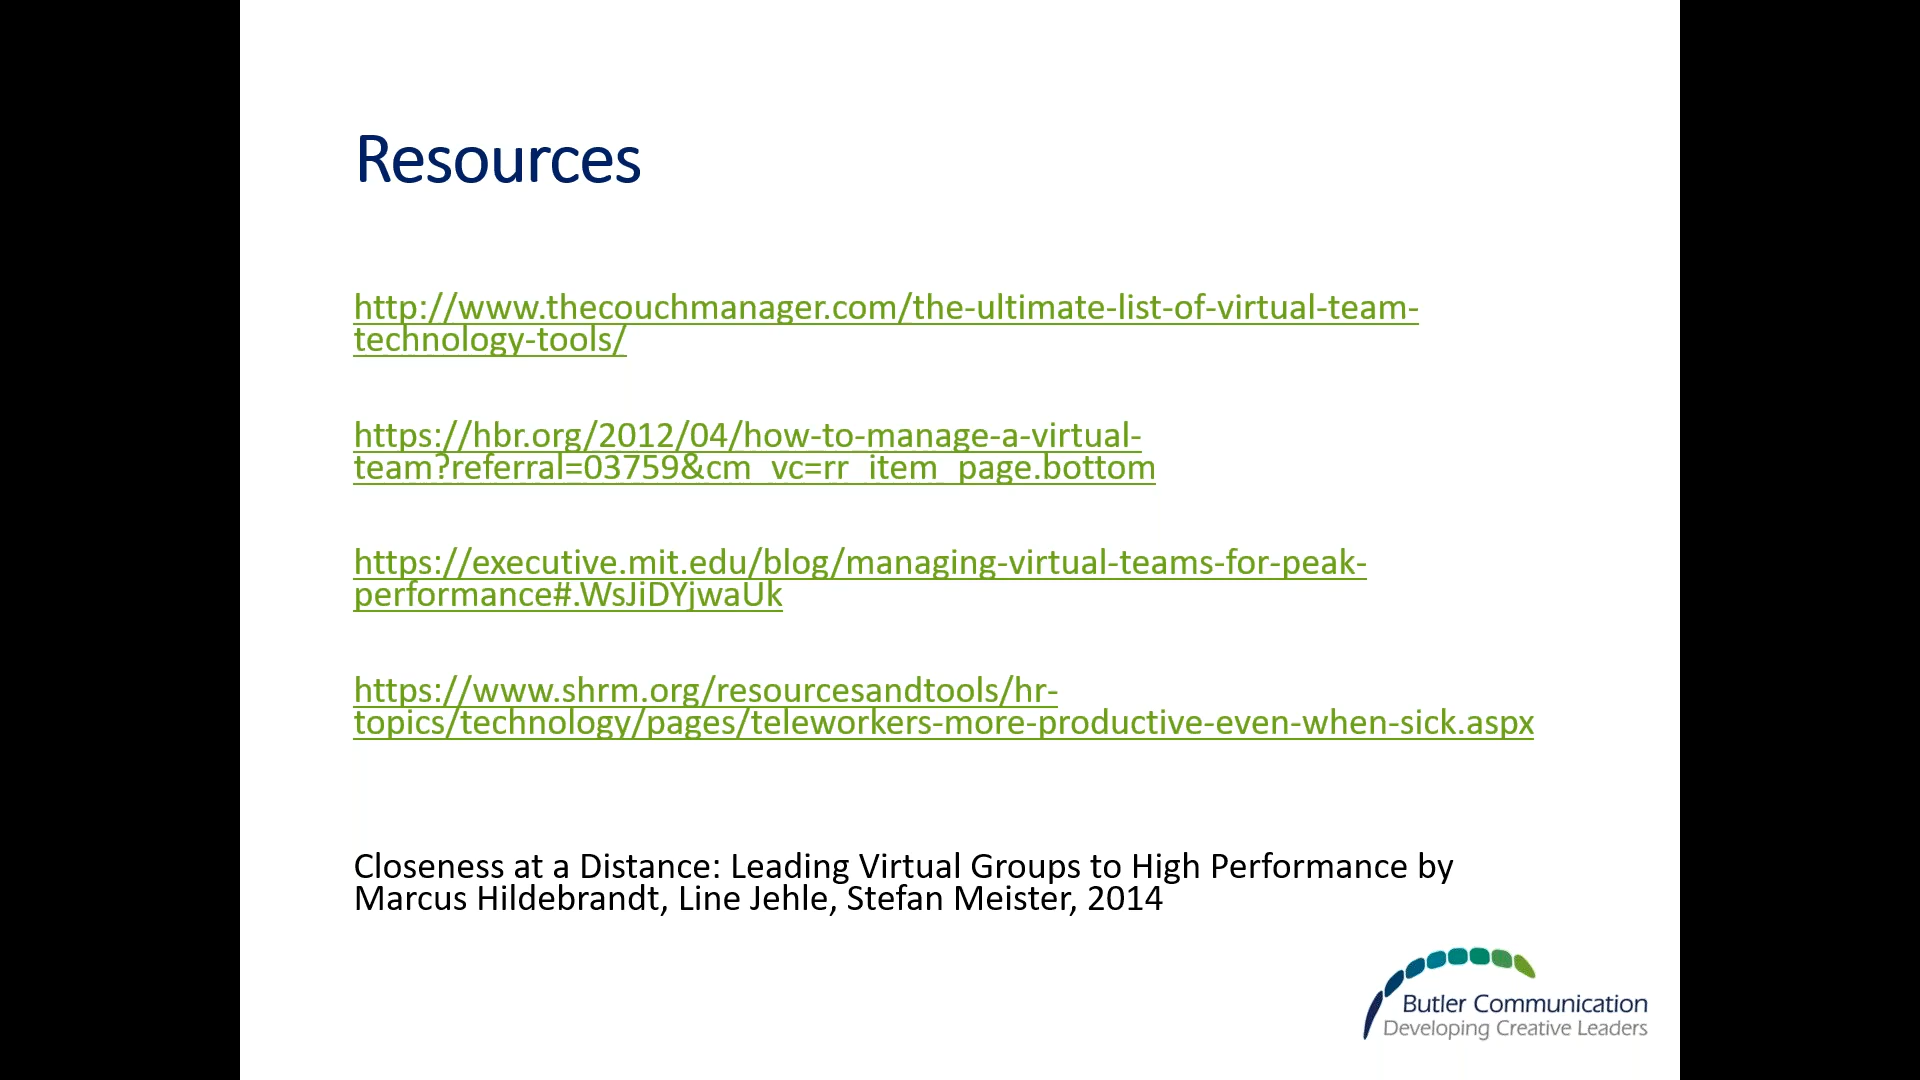 Resources
http://www.thecouchmanager.com/the-ultimate-list-of-virtual-team-
technology-tools/
https://hbr.org/2012/04/how-to-manage-a-virtual-
team?referral=03759&cm_vc=rr_item_page.bottom
https://executive.mit.edu/blog/managing-virtual-teams-for-peak-
performance#.WsJiDYjwaUk
https://www.shrm.org/resourcesandtools/hr-
topics/technology/pages/teleworkers-more-productive-even-when-sick.aspx
Closeness at a Distance: Leading Virtual Groups to High Performance by
Marcus Hildebrandt, Line Jehle, Stefan Meister, 2014
Butler Communication
Developing Creative Leaders